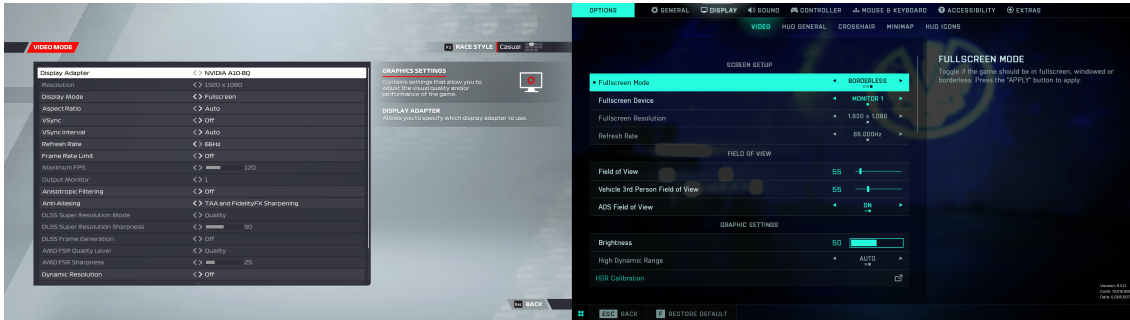 VIDEO MODE
F2 RACE STYLE Casual
Display Adapter <> NVIDIA A10-8Q
Resolution <> 1920 x 1080
Display Mode <> Fullscreen
Aspect Ratio <> Auto
VSync <> Off
VSync Interval <> Auto
Refresh Rate <> 66Hz
Frame Rate Limit <> Off
Maximum FPS <> 120
Output Monitor <> 1
Anisotropic Filtering <> Off
Anti-Aliasing <> TAA and FidelityFX Sharpening
DLSS Super Resolution Mode <> Quality
DLSS Super Resolution Sharpness <> 50
DLSS Frame Generation <> Off
AMD FSR Quality Level <> Quality
AMD FSR Sharpness <> 25
Dynamic Resolution <> Off
GRAPHICS SETTINGS
Contains settings that allow you to
adjust the visual quality and/or
performance of the game.
DISPLAY ADAPTER
Allows you to specify which display adapter to use.
Esc BACK
OPTIONS GENERAL DISPLAY SOUND CONTROLLER MOUSE & KEYBOARD ACCESSIBILITY EXTRAS
VIDEO HUD GENERAL CROSSHAIR MINIMAP HUD ICONS
SCREEN SETUP
Fullscreen Mode BORDERLESS
Fullscreen Device MONITOR 1
Fullscreen Resolution 1,920 x 1,080
Refresh Rate 66.000Hz
FIELD OF VIEW
Field of View 55
Vehicle 3rd Person Field of View 55
ADS Field of View ON
GRAPHIC SETTINGS
Brightness 50
High Dynamic Range AUTO
HDR Calibration
FULLSCREEN MODE
Toggle if the game should be in fullscreen, windowed or
borderless. Press the "APPLY" button to apply.
ESC BACK F RESTORE DEFAULT